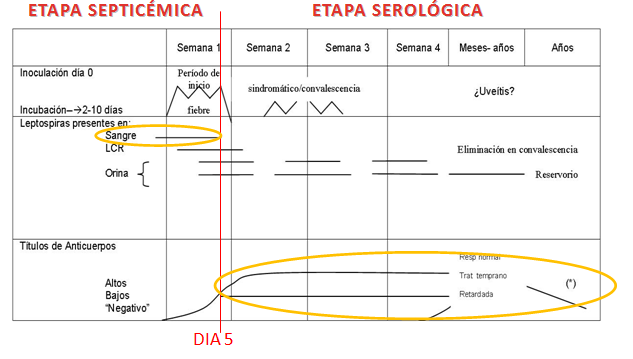 ETAPA SEPTICÉMICA
ETAPA SEROLÓGICA
Semana 1
Semana 2
Semana 3
Semana 4
Meses- años
Años
Inoculación día 0
Período de
inicio
sindromático/convalescencia
¿Uveítis?
Incubación-→2-10 días
fiebre
Leptospiras presentes en:
Sangre
LCR
Eliminación en convalescencia
Orina
Reservorio
Títulos de Anticuerpos
Resp normal
Trat temprano
Altos
(*)
Bajos
Retardada
“Negativo”
DIA 5